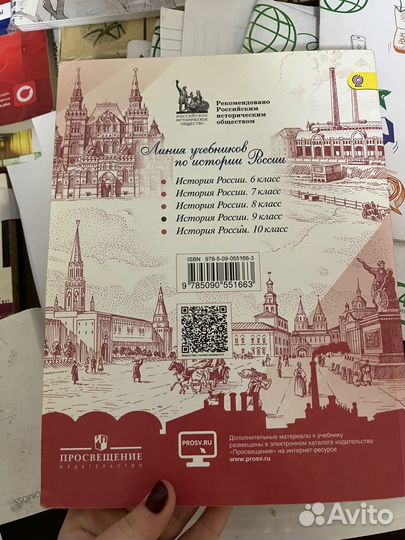 РОССИЙСКОЕ
ИСТОРИЧЕСКОЕ
ОБЩЕСТВО
Рекомендовано
Российским
историческим
обществом
Линия учебников
по истории России
История России. 6 класс
История России. 7 класс
История России. 8 класс
История России. 9 класс
История России. 10 класс
ISBN 978-5-09-055166-3
9 785090 551663
ПРОСВЕЩЕНИЕ
ИЗДАТЕЛЬСТВО
PROSV.RU
Дополнительные материалы к учебнику
размещены в электронном каталоге издательства
«Просвещение» на интернет-ресурсе
www.prosv.ru
Avito